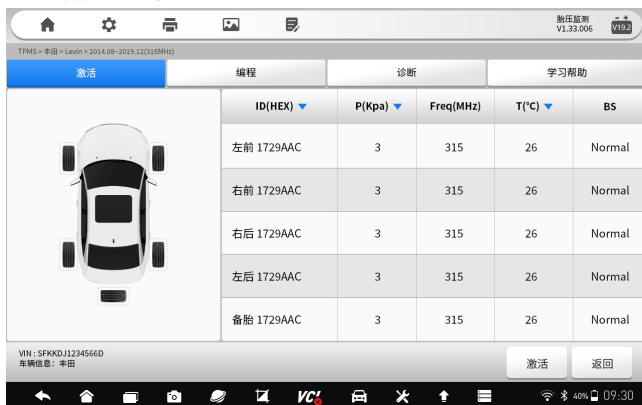 胎压监测
V1.33.006
V19.2
TPMS > 丰田 > Levin > 2014.08-2019.12(315MHz)
激活 编程 诊断 学习帮助
ID(HEX) P(Kpa) Freq(MHz) T(℃) BS
左前 1729AAC 3 315 26 Normal
右前 1729AAC 3 315 26 Normal
右后 1729AAC 3 315 26 Normal
左后 1729AAC 3 315 26 Normal
备胎 1729AAC 3 315 26 Normal
VIN : SFKKDJ1234566D
车辆信息：丰田
激活 返回
VCI 40% 09:30